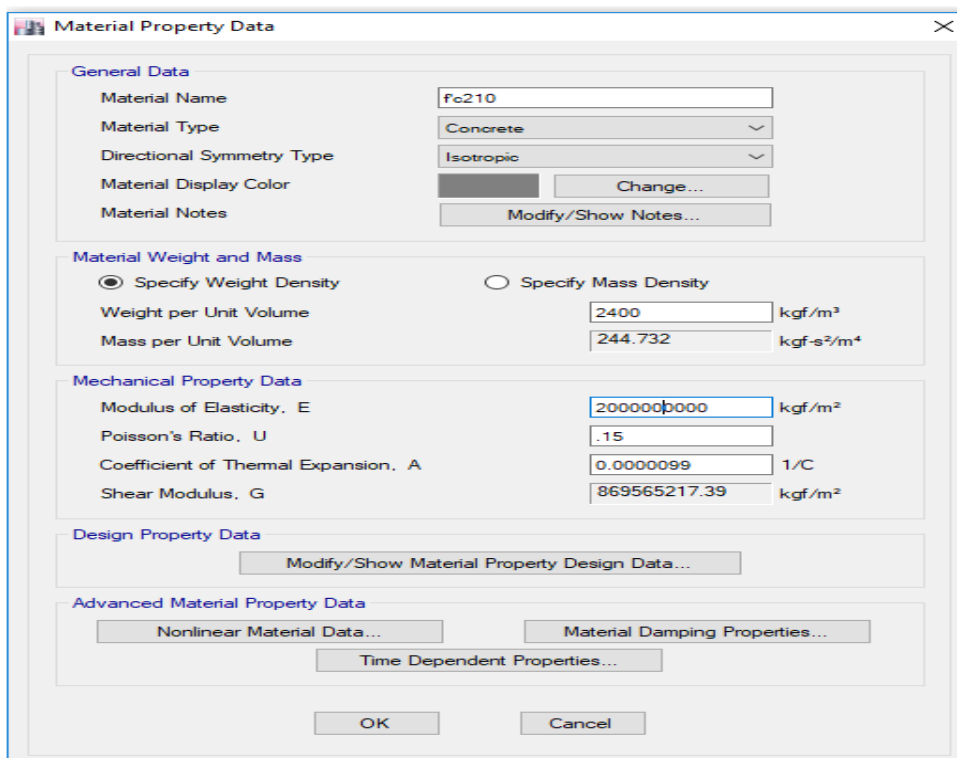 Material Property Data
General Data
Material Name f'c210
Material Type Concrete
Directional Symmetry Type Isotropic
Material Display Color Change...
Material Notes Modify/Show Notes...
Material Weight and Mass
Specify Weight Density Specify Mass Density
Weight per Unit Volume 2400 kgf/m³
Mass per Unit Volume 244.732 kgf-s²/m⁴
Mechanical Property Data
Modulus of Elasticity, E 2000000000 kgf/m²
Poisson's Ratio, U .15
Coefficient of Thermal Expansion, A 0.0000099 1/C
Shear Modulus, G 869565217.39 kgf/m²
Design Property Data
Modify/Show Material Property Design Data...
Advanced Material Property Data
Nonlinear Material Data... Material Damping Properties...
Time Dependent Properties...
OK Cancel